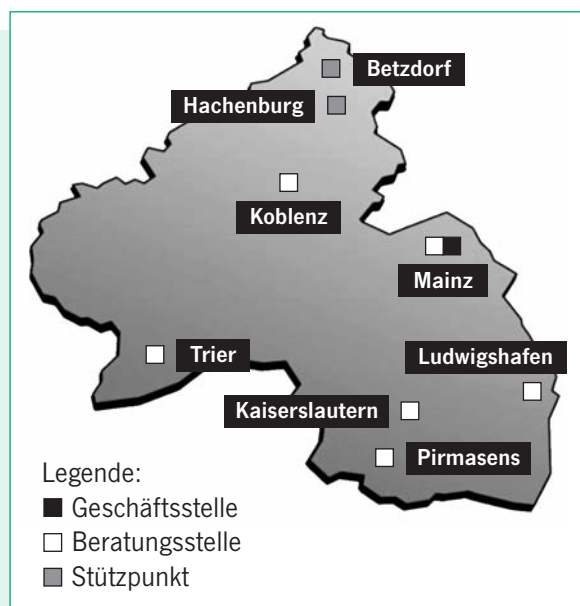 Betzdorf
Hachenburg
Koblenz
Mainz
Trier
Ludwigshafen
Kaiserslautern
Pirmasens
Legende:
Geschäftsstelle
Beratungsstelle
Stützpunkt